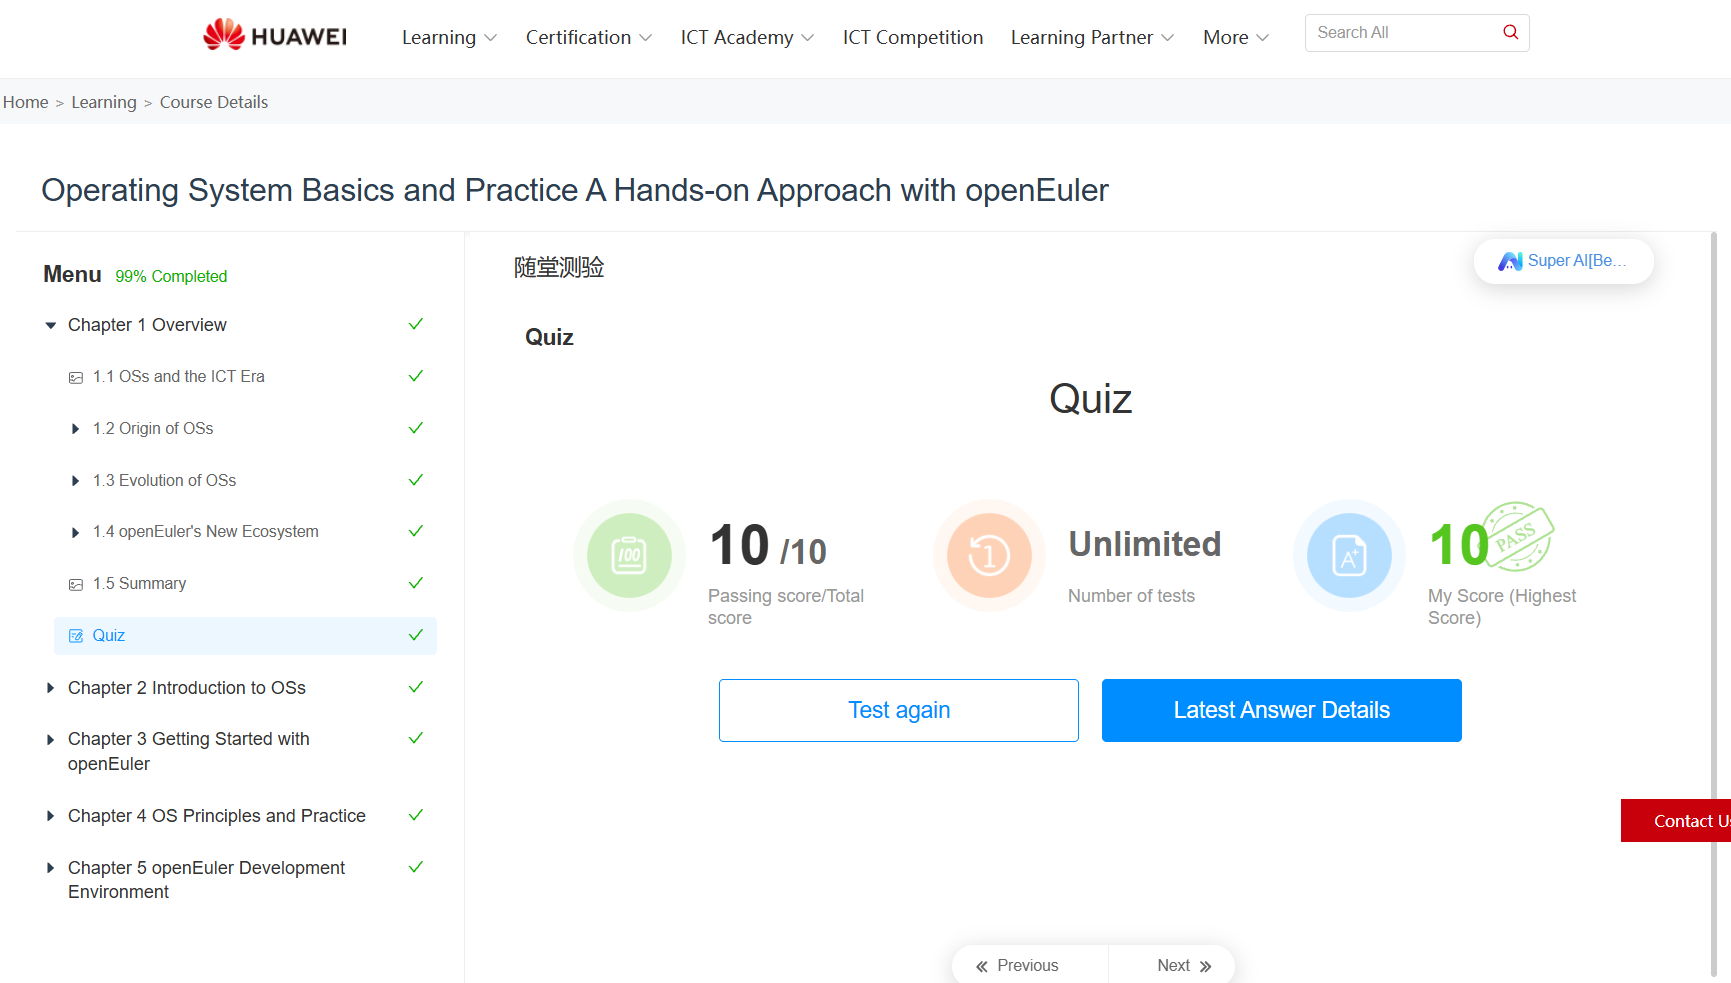 HUAWEI
Learning
Certification
ICT Academy
ICT Competition
Learning Partner
More
Search All
Home > Learning > Course Details
Operating System Basics and Practice A Hands-on Approach with openEuler
Menu 99% Completed
Chapter 1 Overview
1.1 OSs and the ICT Era
1.2 Origin of OSs
1.3 Evolution of OSs
1.4 openEuler's New Ecosystem
1.5 Summary
Quiz
Chapter 2 Introduction to OSs
Chapter 3 Getting Started with
openEuler
Chapter 4 OS Principles and Practice
Chapter 5 openEuler Development
Environment
随堂测验
Super AI[Be...
Quiz
Quiz
100
10 /10
Passing score/Total
score
1
Unlimited
Number of tests
A+
10
PASS
My Score (Highest
Score)
Test again
Latest Answer Details
Contact Us
Previous
Next